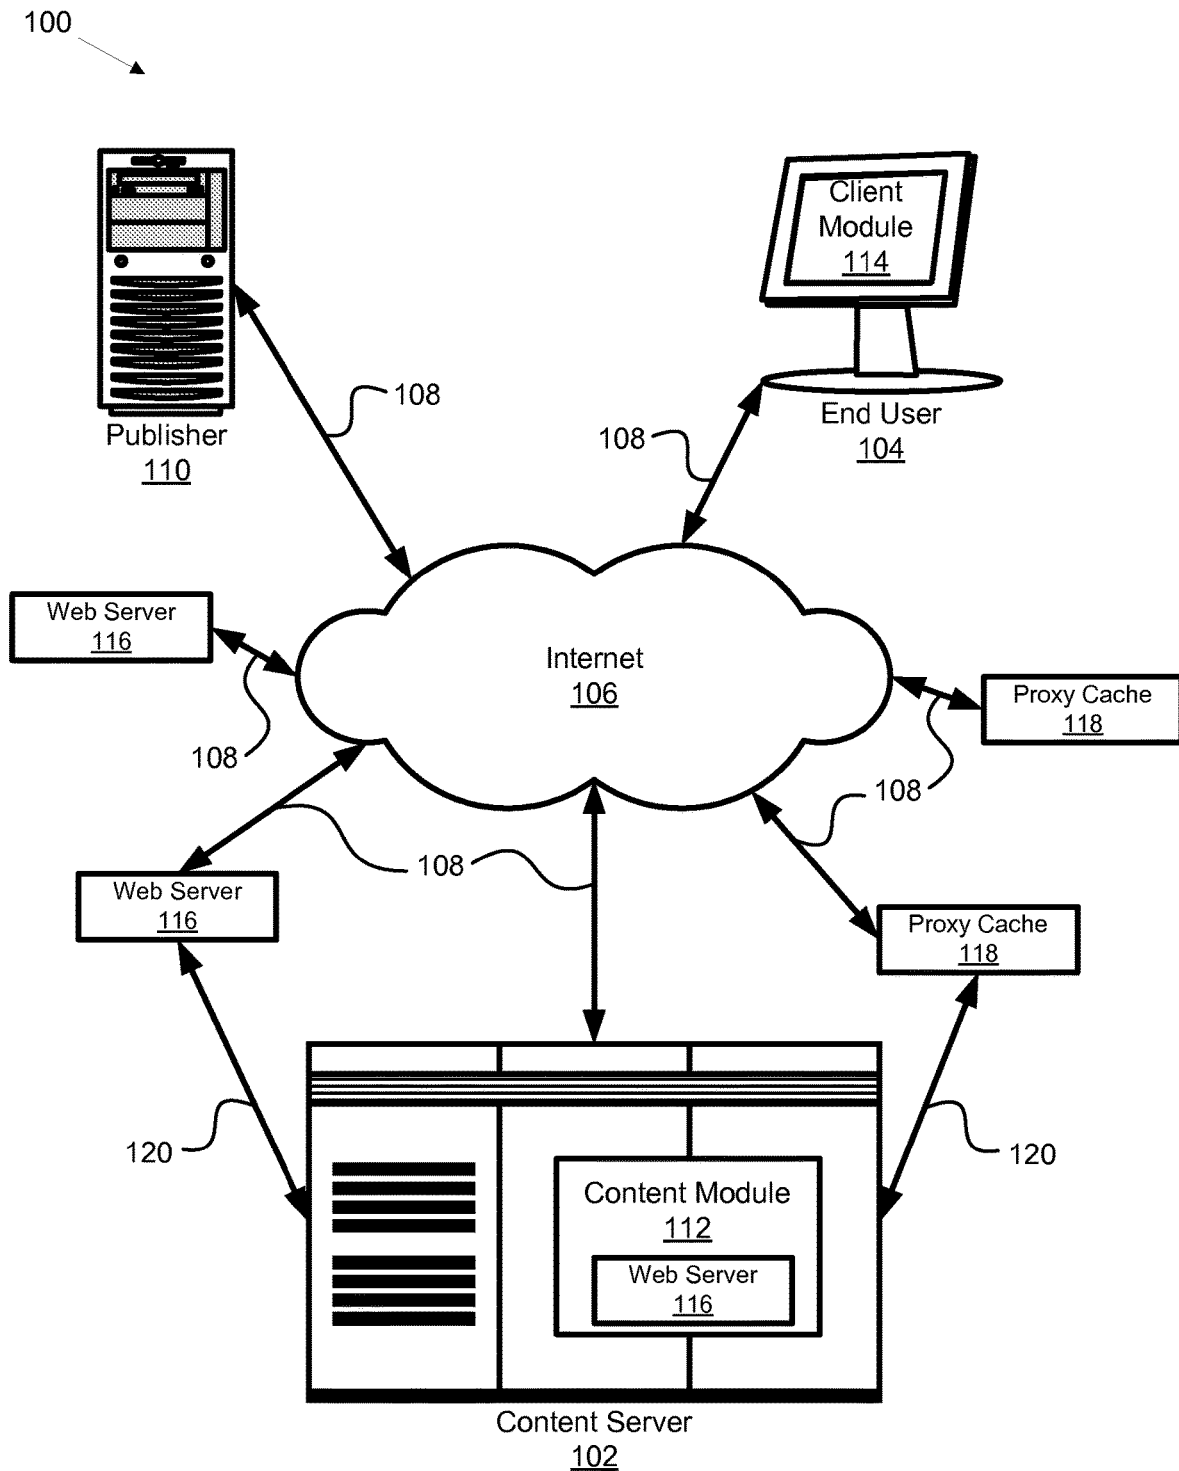 100
Client
Module
114
108
Publisher
110
End User
104
108
Web Server
116
Internet
106
Proxy Cache
118
108
108
108
Web Server
116
Proxy Cache
118
120
120
Content Module
112
Web Server
116
Content Server
102